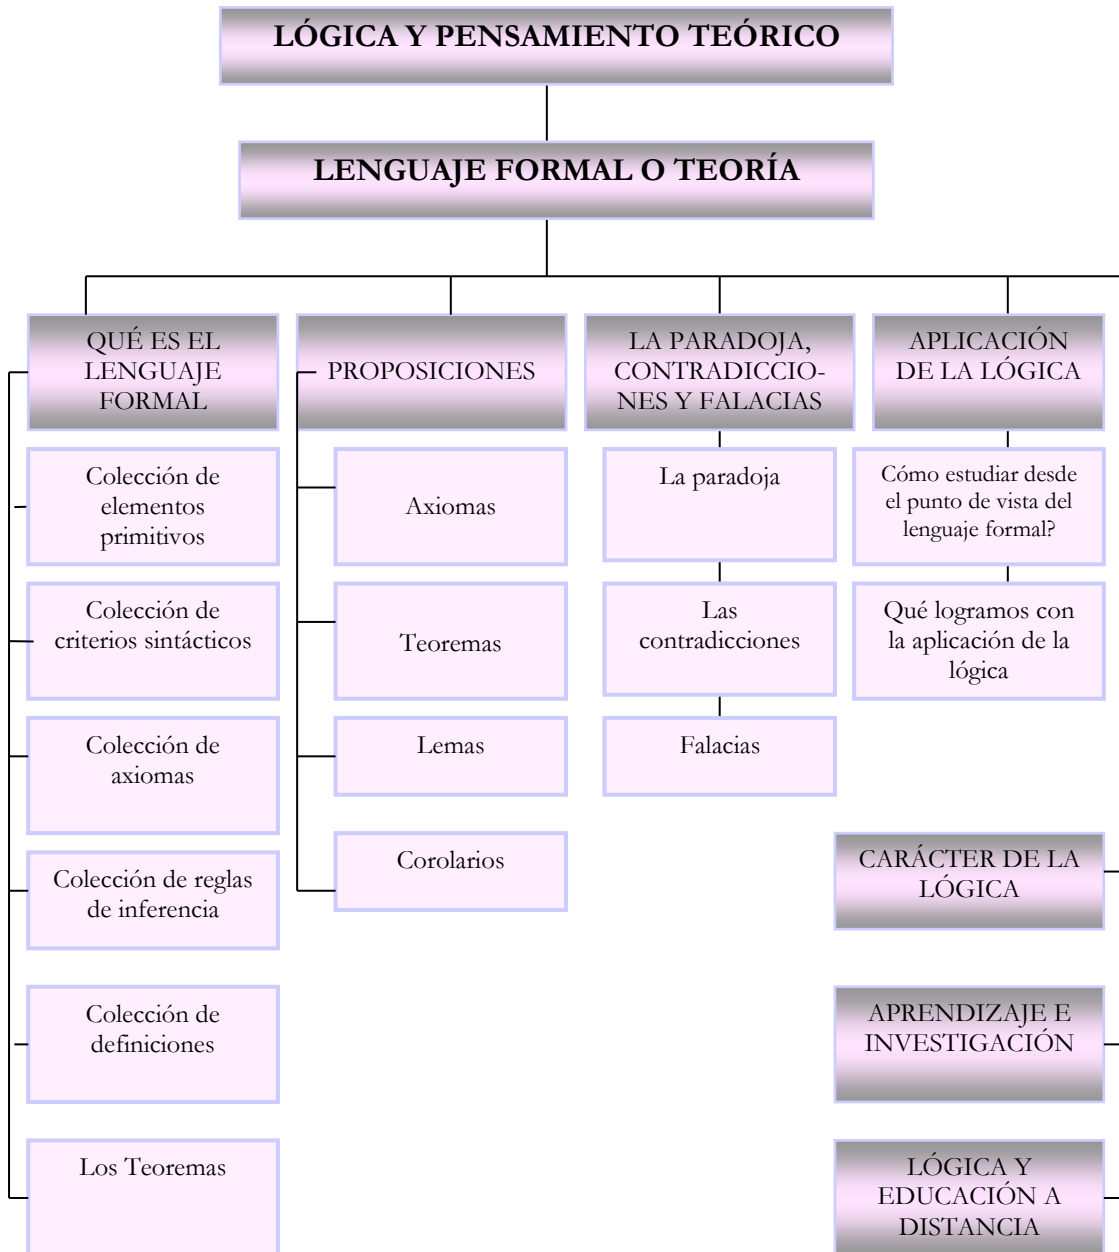 LÓGICA Y PENSAMIENTO TEÓRICO
LENGUAJE FORMAL O TEORÍA
QUÉ ES EL
LENGUAJE
FORMAL
Colección de
elementos
primitivos
Colección de
criterios sintácticos
Colección de
axiomas
Colección de reglas
de inferencia
Colección de
definiciones
Los Teoremas
PROPOSICIONES
Axiomas
Teoremas
Lemas
Corolarios
LA PARADOJA,
CONTRADICCIO-
NES Y FALACIAS
La paradoja
Las
contradicciones
Falacias
APLICACIÓN
DE LA LÓGICA
Cómo estudiar desde
el punto de vista del
lenguaje formal?
Qué logramos con
la aplicación de la
lógica
CARÁCTER DE LA
LÓGICA
APRENDIZAJE E
INVESTIGACIÓN
LÓGICA Y
EDUCACIÓN A
DISTANCIA